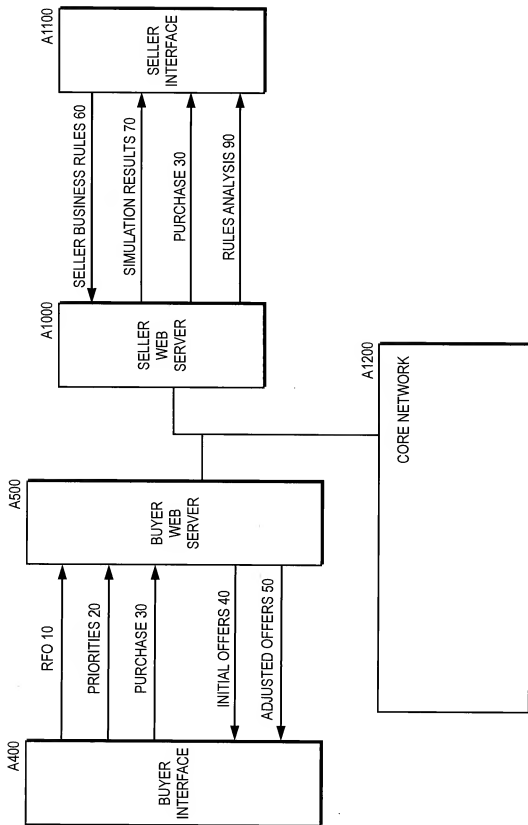 A400
BUYER
INTERFACE
RFO 10
PRIORITIES 20
PURCHASE 30
INITIAL OFFERS 40
ADJUSTED OFFERS 50
A500
BUYER
WEB
SERVER
A1000
SELLER
WEB
SERVER
SELLER BUSINESS RULES 60
SIMULATION RESULTS 70
PURCHASE 30
RULES ANALYSIS 90
A1100
SELLER
INTERFACE
A1200
CORE NETWORK